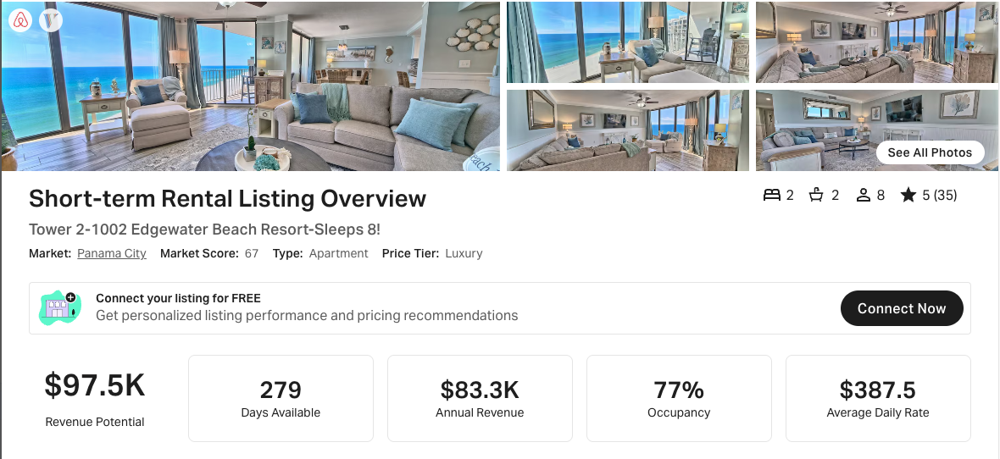 each
See All Photos
Short-term Rental Listing Overview
2 2 8 5 (35)
Tower 2-1002 Edgewater Beach Resort-Sleeps 8!
Market: Panama City Market Score: 67 Type: Apartment Price Tier: Luxury
Connect your listing for FREE
Get personalized listing performance and pricing recommendations
Connect Now
$97.5K
Revenue Potential
279
Days Available
$83.3K
Annual Revenue
77%
Occupancy
$387.5
Average Daily Rate